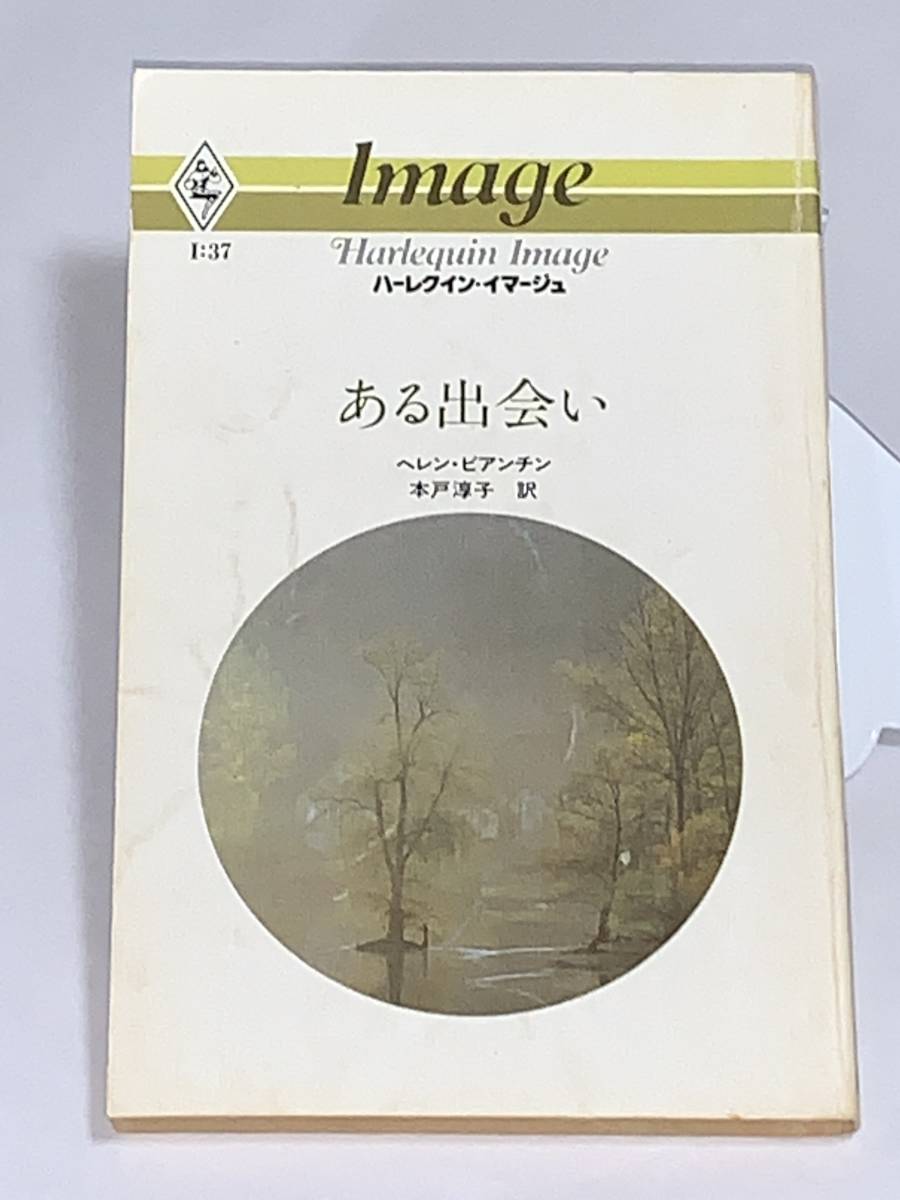 Image
I:37
Harlequin Image
ハーレクイン・イマージュ
ある出会い
ヘレン・ビアンチン
本戸淳子 訳